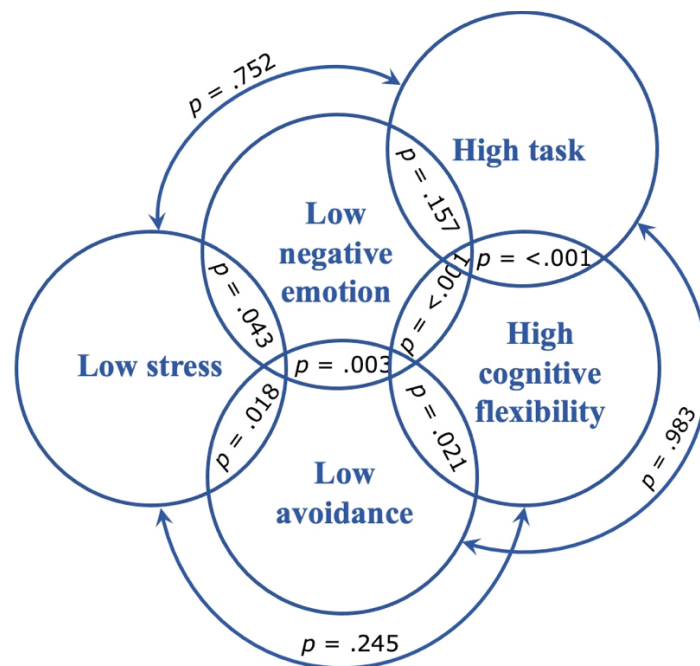 p = .752
High task
p = .157
Low
negative
emotion
p = <.001
p = <.001
p = .043
High
cognitive
flexibility
Low stress
p = .003
p = .018
p = .021
p = .983
Low
avoidance
p = .245